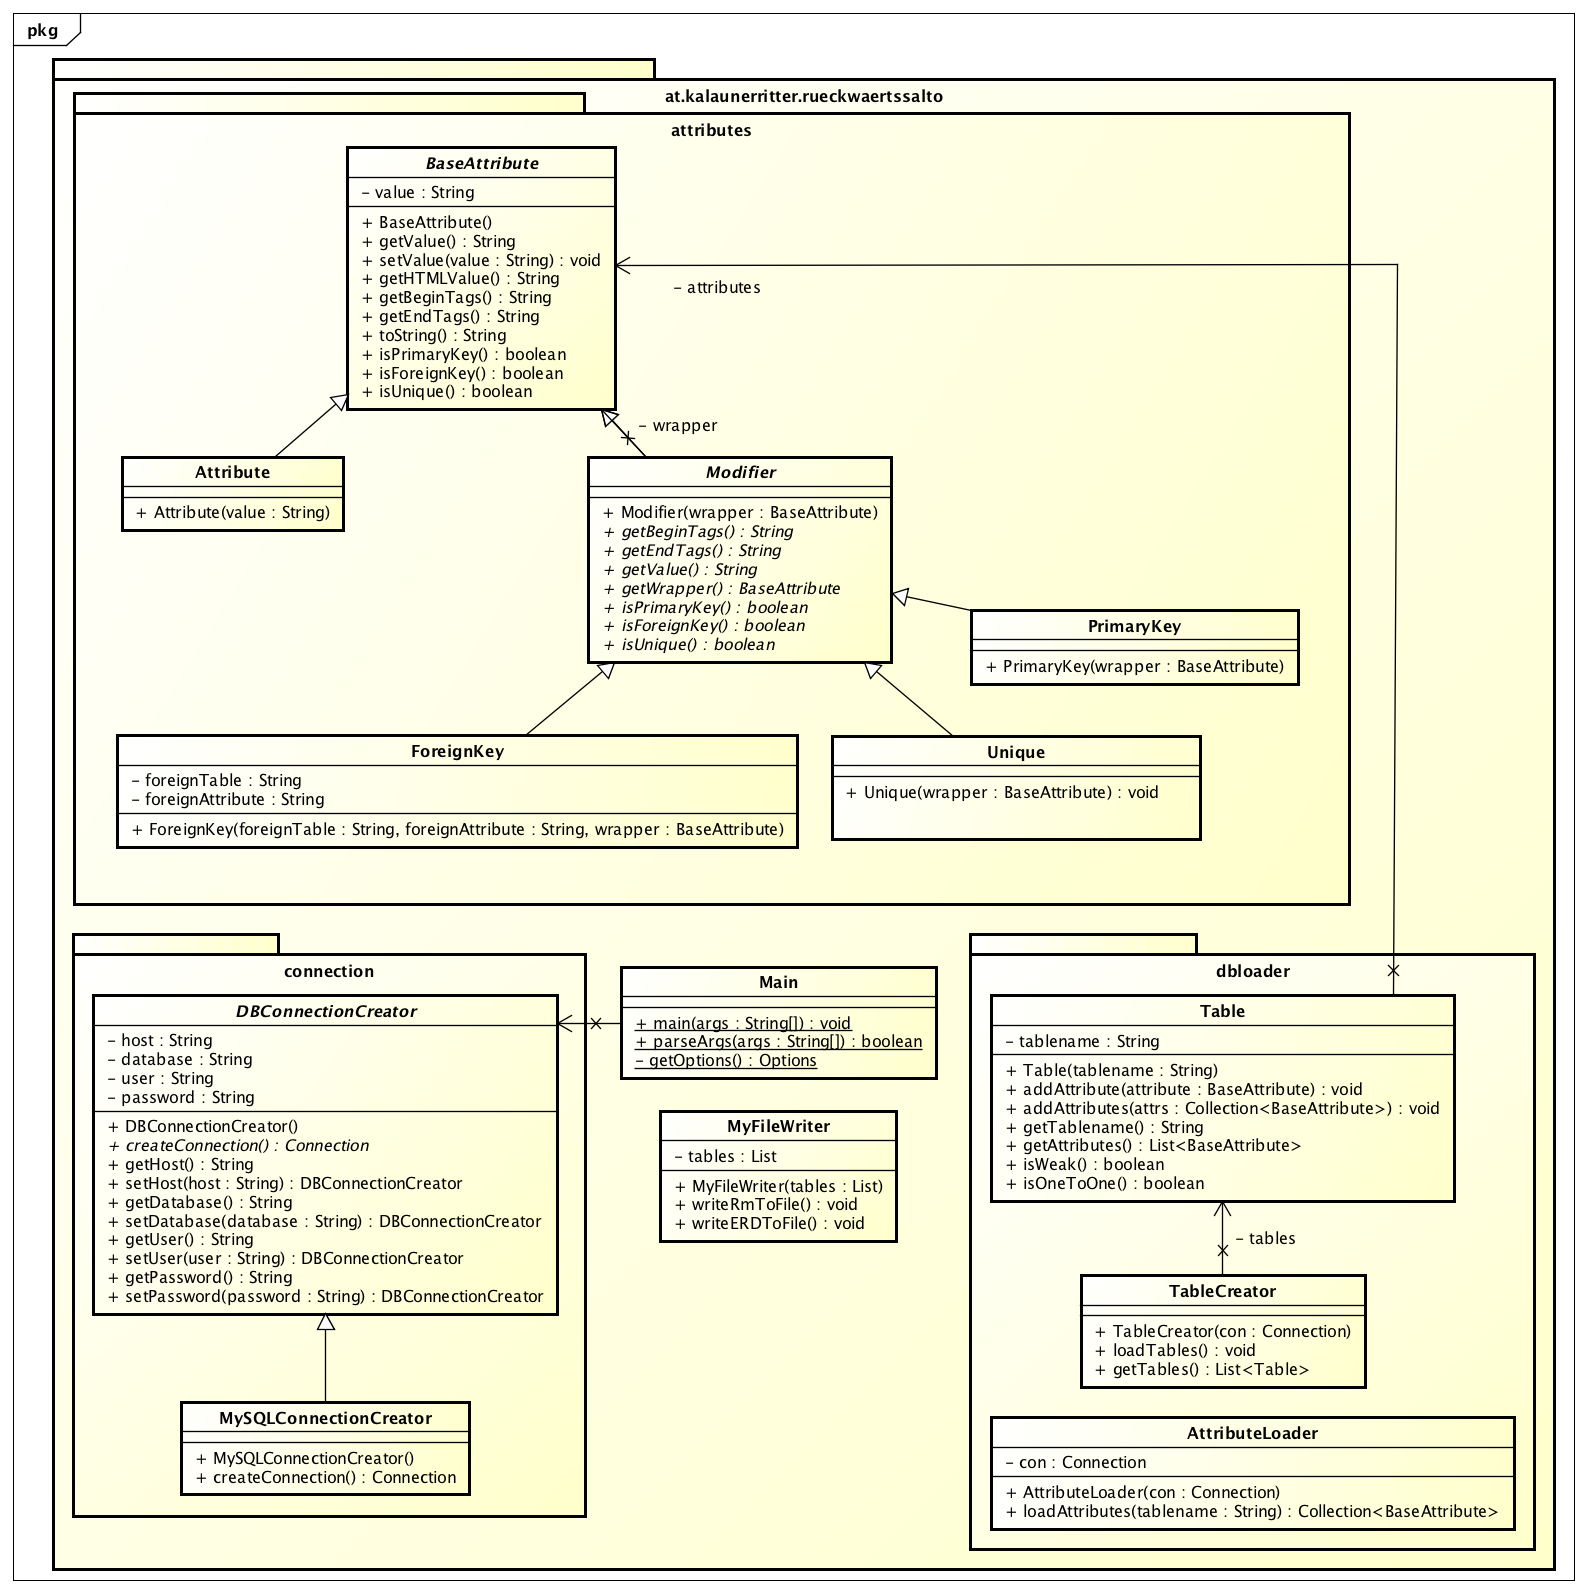 pkg
at.kalaunerritter.rueckwaertssalto
attributes
BaseAttribute
- value : String
+ BaseAttribute()
+ getValue() : String
+ setValue(value : String) : void
+ getHTMLValue() : String
+ getBeginTags() : String
+ getEndTags() : String
+ toString() : String
+ isPrimaryKey() : boolean
+ isForeignKey() : boolean
+ isUnique() : boolean
- attributes
- wrapper
Attribute
+ Attribute(value : String)
Modifier
+ Modifier(wrapper : BaseAttribute)
+ getBeginTags() : String
+ getEndTags() : String
+ getValue() : String
+ getWrapper() : BaseAttribute
+ isPrimaryKey() : boolean
+ isForeignKey() : boolean
+ isUnique() : boolean
PrimaryKey
+ PrimaryKey(wrapper : BaseAttribute)
ForeignKey
- foreignTable : String
- foreignAttribute : String
+ ForeignKey(foreignTable : String, foreignAttribute : String, wrapper : BaseAttribute)
Unique
+ Unique(wrapper : BaseAttribute) : void
connection
DBConnectionCreator
- host : String
- database : String
- user : String
- password : String
+ DBConnectionCreator()
+ createConnection() : Connection
+ getHost() : String
+ setHost(host : String) : DBConnectionCreator
+ getDatabase() : String
+ setDatabase(database : String) : DBConnectionCreator
+ getUser() : String
+ setUser(user : String) : DBConnectionCreator
+ getPassword() : String
+ setPassword(password : String) : DBConnectionCreator
MySQLConnectionCreator
+ MySQLConnectionCreator()
+ createConnection() : Connection
Main
+ main(args : String[]) : void
+ parseArgs(args : String[]) : boolean
- getOptions() : Options
MyFileWriter
- tables : List
+ MyFileWriter(tables : List)
+ writeRmToFile() : void
+ writeERDToFile() : void
dbloader
Table
- tablename : String
+ Table(tablename : String)
+ addAttribute(attribute : BaseAttribute) : void
+ addAttributes(attrs : Collection<BaseAttribute>) : void
+ getTablename() : String
+ getAttributes() : List<BaseAttribute>
+ isWeak() : boolean
+ isOneToOne() : boolean
- tables
TableCreator
+ TableCreator(con : Connection)
+ loadTables() : void
+ getTables() : List<Table>
AttributeLoader
- con : Connection
+ AttributeLoader(con : Connection)
+ loadAttributes(tablename : String) : Collection<BaseAttribute>